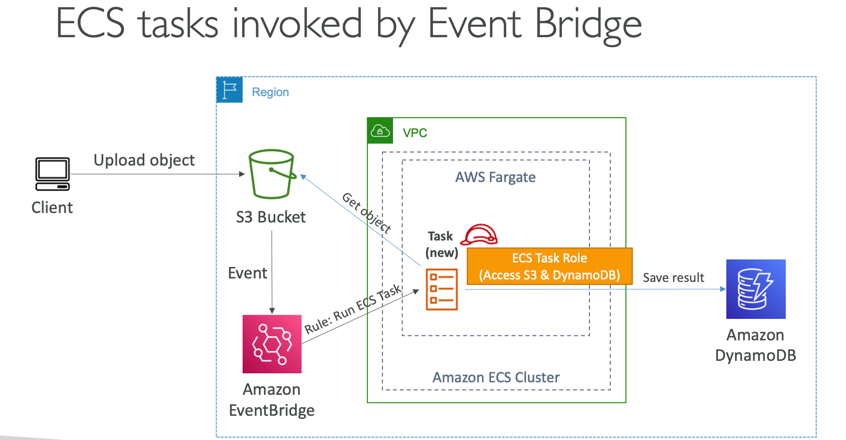 ECS tasks invoked by Event Bridge
Region
VPC
Upload object
AWS Fargate
Client
S3 Bucket
Get object
Task
(new)
ECS Task Role
(Access S3 & DynamoDB)
Save result
Event
Rule: Run ECS Task
Amazon
DynamoDB
Amazon ECS Cluster
Amazon
EventBridge